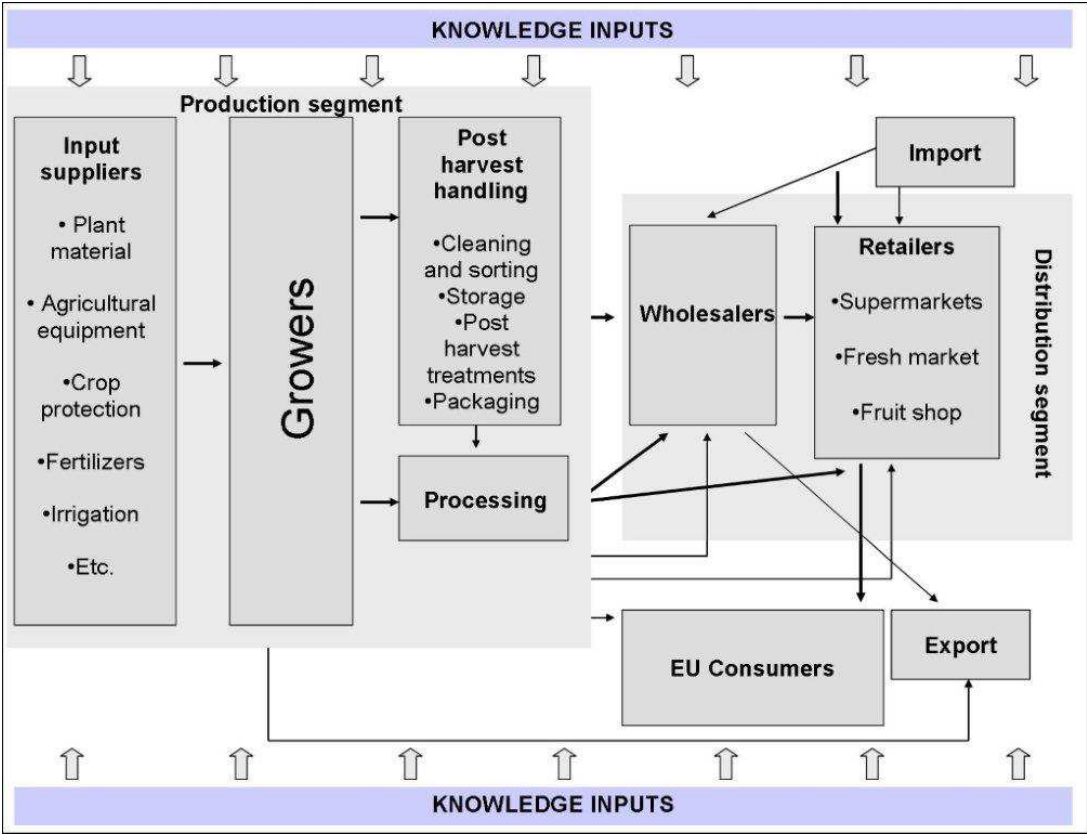 KNOWLEDGE INPUTS
Production segment
Input
suppliers
• Plant
material
• Agricultural
equipment
•Crop
protection
•Fertilizers
•Irrigation
•Etc.
Growers
Post
harvest
handling
•Cleaning
and sorting
•Storage
•Post
harvest
treatments
•Packaging
Processing
Import
Wholesalers
Retailers
•Supermarkets
•Fresh market
•Fruit shop
Distribution segment
EU Consumers
Export
KNOWLEDGE INPUTS